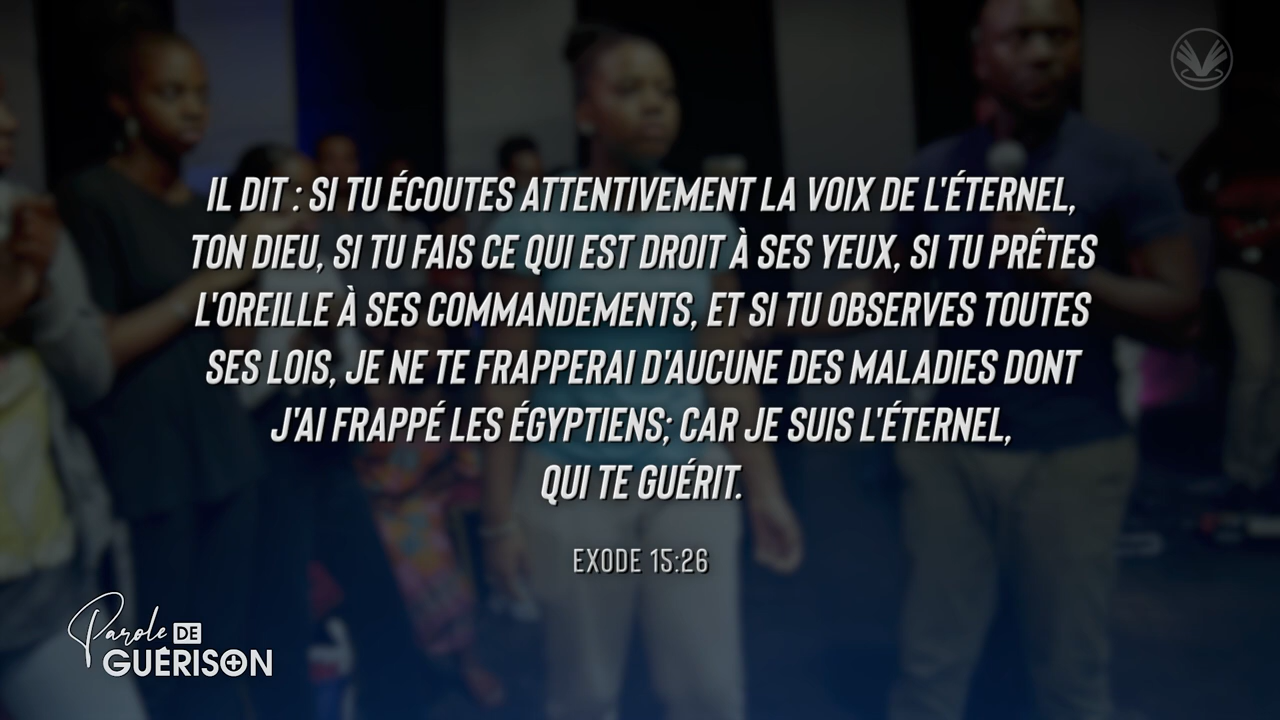 IL DIT : SI TU ÉCOUTES ATTENTIVEMENT LA VOIX DE L'ÉTERNEL,
TON DIEU, SI TU FAIS CE QUI EST DROIT À SES YEUX, SI TU PRÊTES
L'OREILLE À SES COMMANDEMENTS, ET SI TU OBSERVES TOUTES
SES LOIS, JE NE TE FRAPPERAI D'AUCUNE DES MALADIES DONT
J'AI FRAPPÉ LES ÉGYPTIENS; CAR JE SUIS L'ÉTERNEL,
QUI TE GUÉRIT.
EXODE 15:26
Parole DE
GUÉRISON